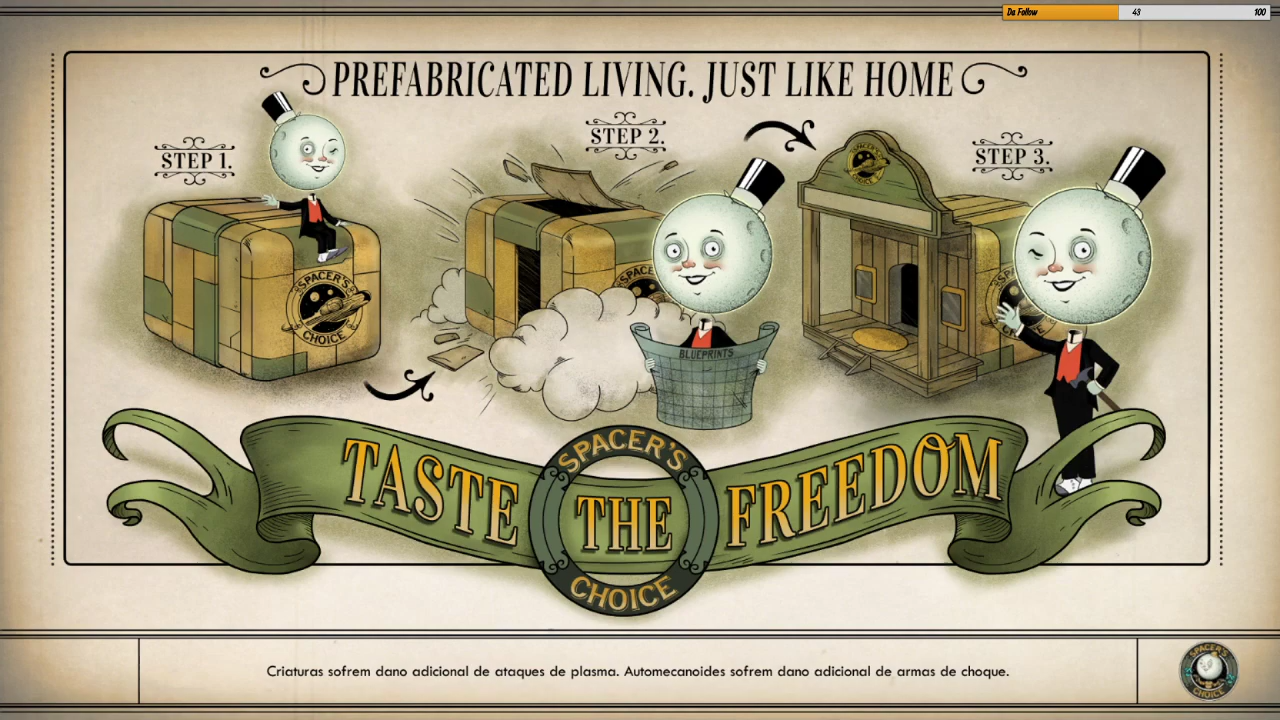 Da Follow 43 100
PREFABRICATED LIVING. JUST LIKE HOME
STEP 1.
STEP 2.
STEP 3.
SPACER'S
CHOICE
SPACER'S
BLUEPRINTS
SPACER'S
CHOICE
SPACER'S
TASTE THE FREEDOM
CHOICE
Criaturas sofrem dano adicional de ataques de plasma. Automecanoides sofrem dano adicional de armas de choque.
SPACER'S
CHOICE